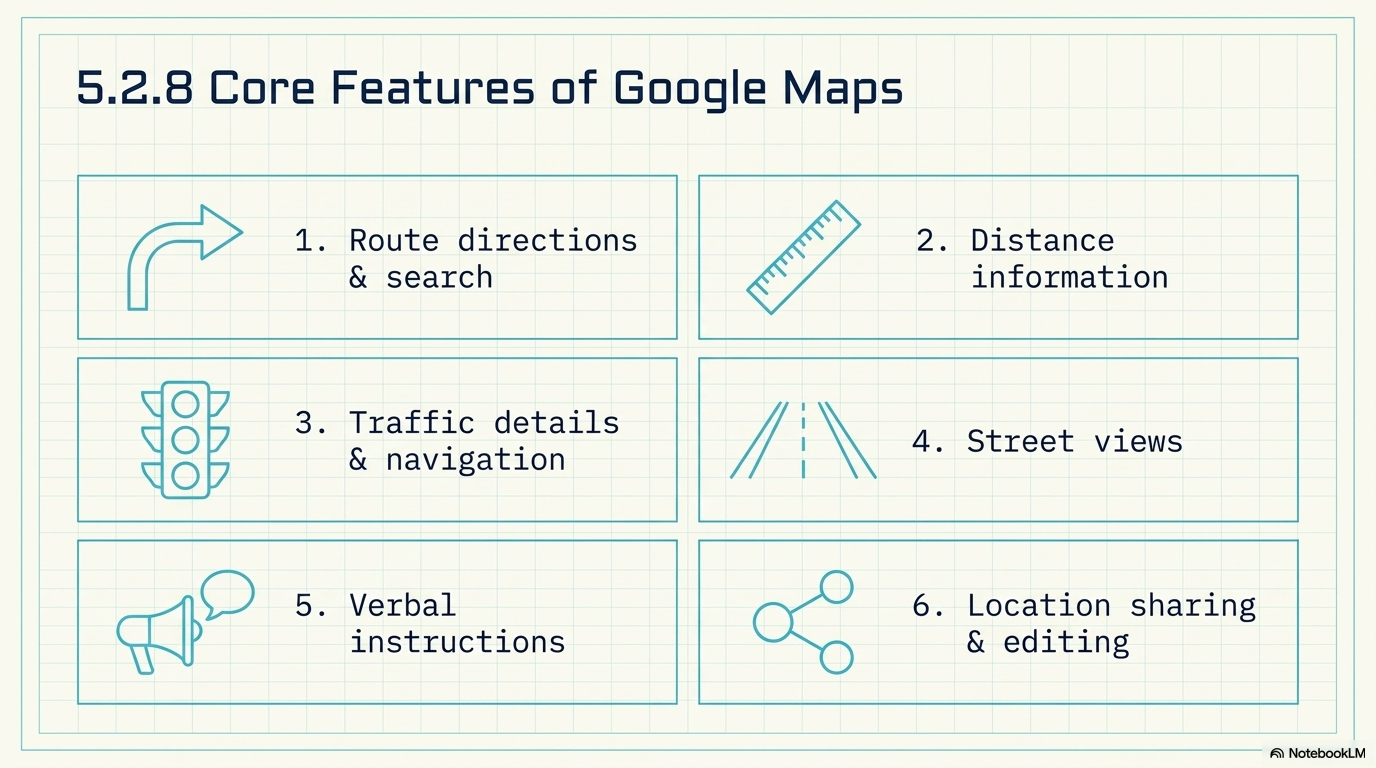 5.2.8 Core Features of Google Maps
1. Route directions
& search
2. Distance
information
3. Traffic details
& navigation
4. Street views
5. Verbal
instructions
6. Location sharing
& editing
NotebookLM